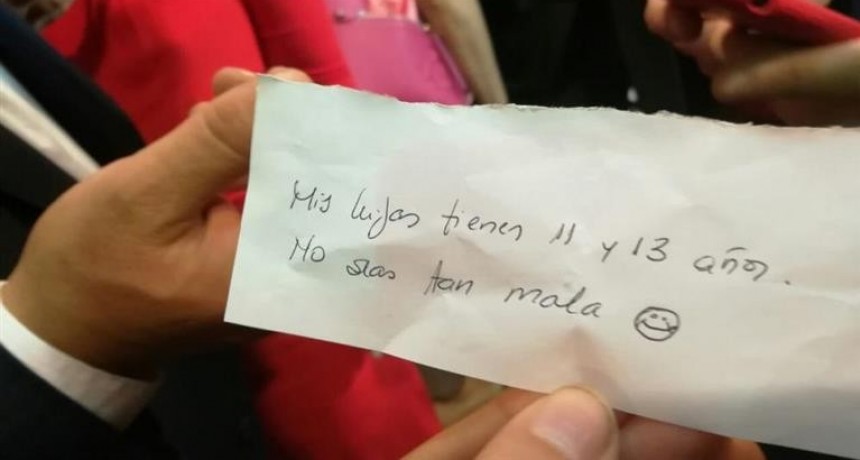 Mis hijas tienen 11 y 13 años.
No seas tan mala